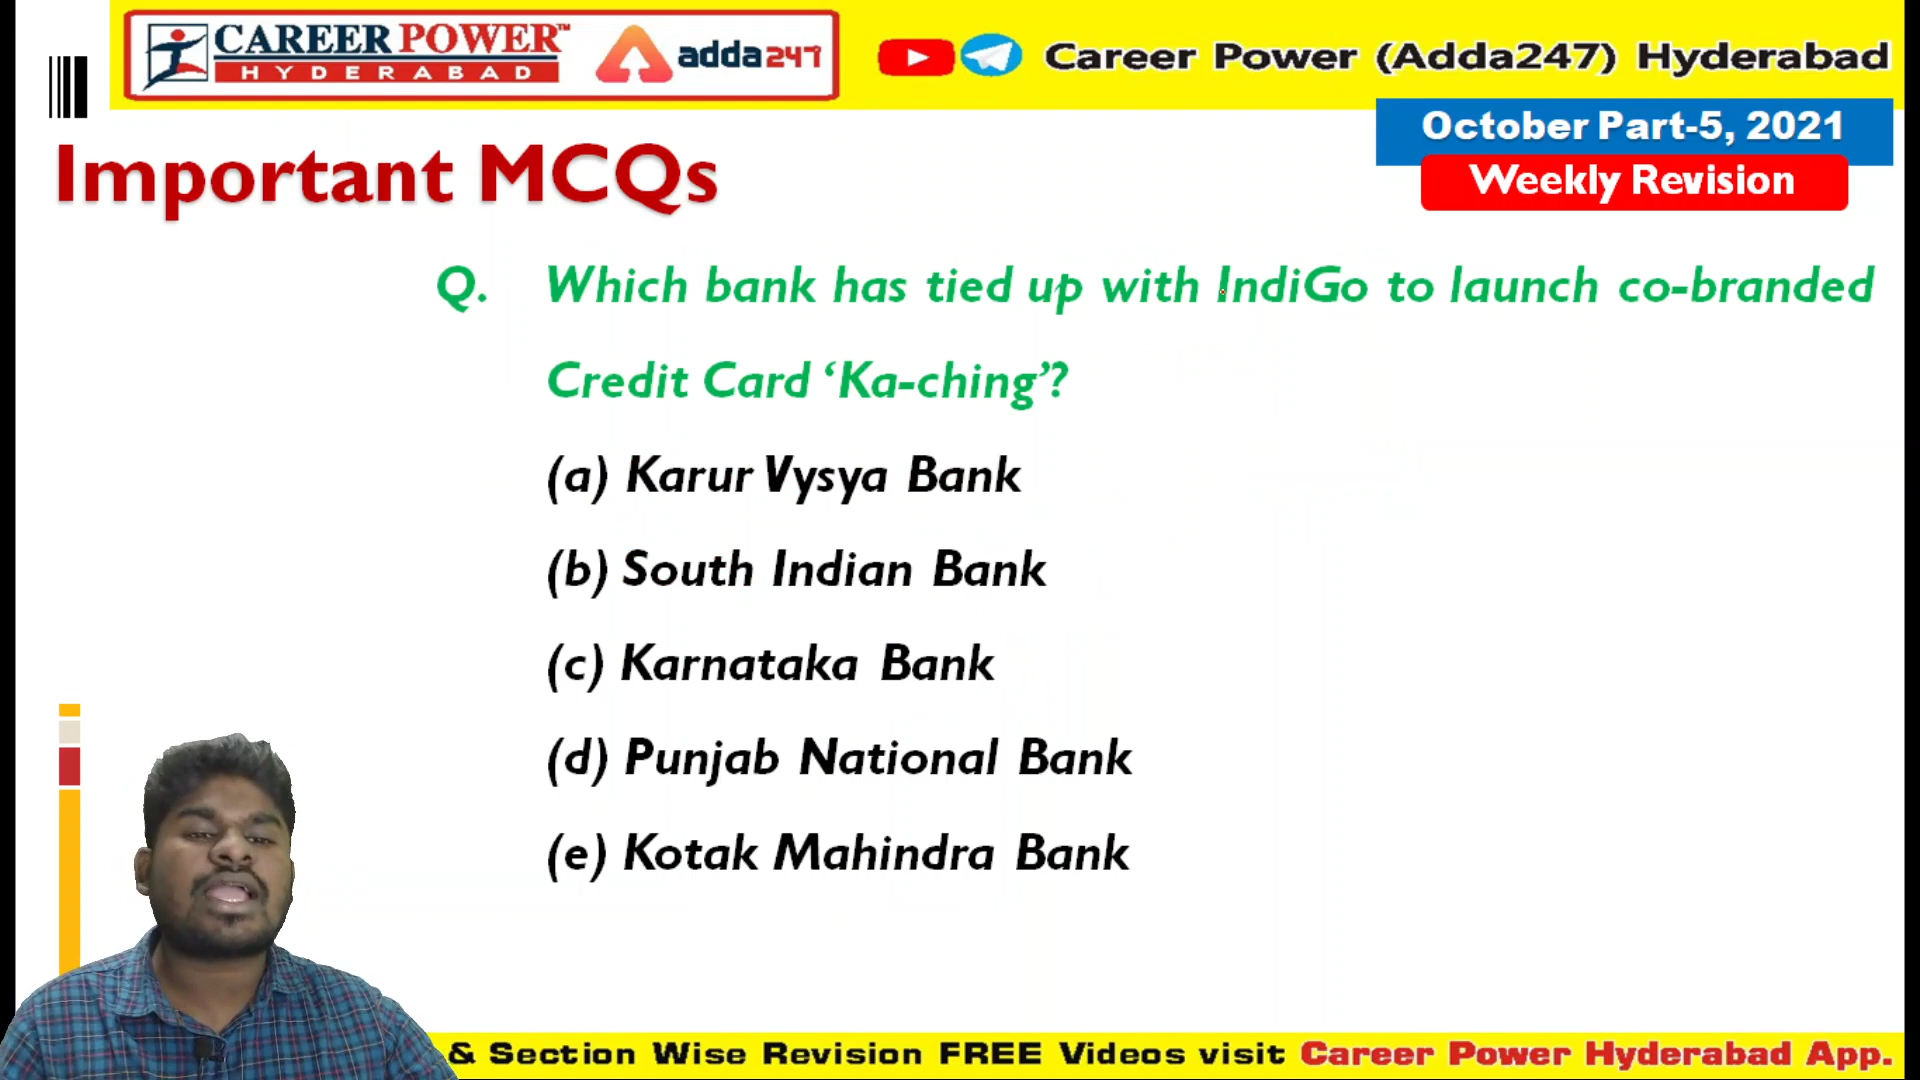 CAREER POWER™
HYDERABAD
adda247
Career Power (Adda247) Hyderabad
October Part-5, 2021
Weekly Revision
Important MCQs
Q. Which bank has tied up with IndiGo to launch co-branded
Credit Card ‘Ka-ching’?
(a) Karur Vysya Bank
(b) South Indian Bank
(c) Karnataka Bank
(d) Punjab National Bank
(e) Kotak Mahindra Bank
& Section Wise Revision FREE Videos visit Career Power Hyderabad App.